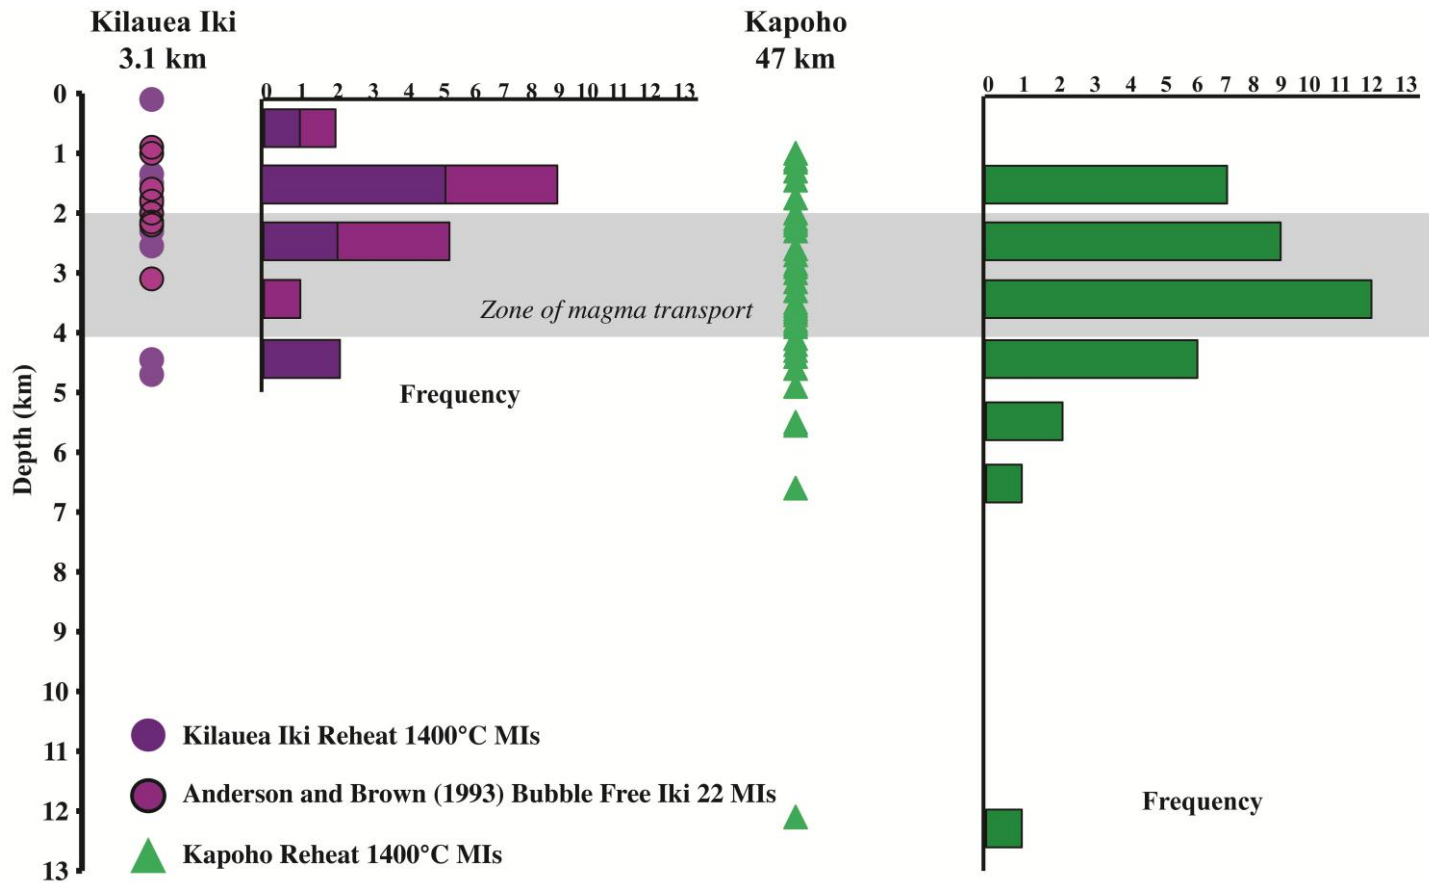 Kilauea Iki
3.1 km
Kapoho
47 km
0 1 2 3 4 5 6 7 8 9 10 11 12 13
0 1 2 3 4 5 6 7 8 9 10 11 12 13
Depth (km)
0
1
2
3
4
5
6
7
8
9
10
11
12
13
Zone of magma transport
Frequency
Frequency
Kilauea Iki Reheat 1400°C MIs
Anderson and Brown (1993) Bubble Free Iki 22 MIs
Kapoho Reheat 1400°C MIs